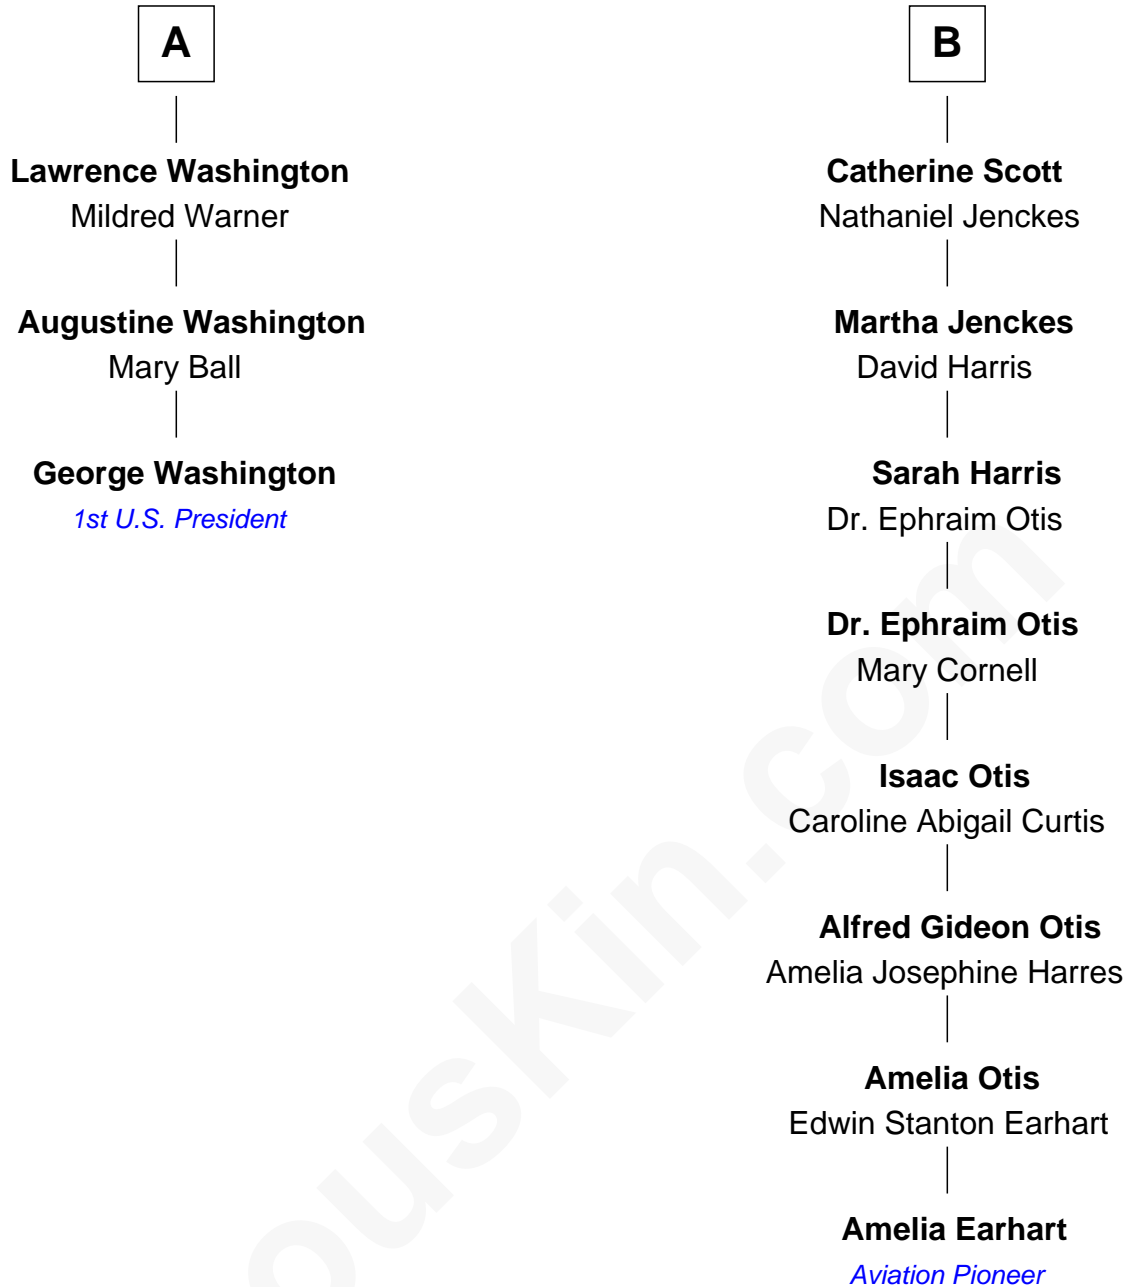 A
Lawrence Washington
Mildred Warner
Augustine Washington
Mary Ball
George Washington
1st U.S. President
B
Catherine Scott
Nathaniel Jenckes
Martha Jenckes
David Harris
Sarah Harris
Dr. Ephraim Otis
Dr. Ephraim Otis
Mary Cornell
Isaac Otis
Caroline Abigail Curtis
Alfred Gideon Otis
Amelia Josephine Harres
Amelia Otis
Edwin Stanton Earhart
Amelia Earhart
Aviation Pioneer
ousKin.com